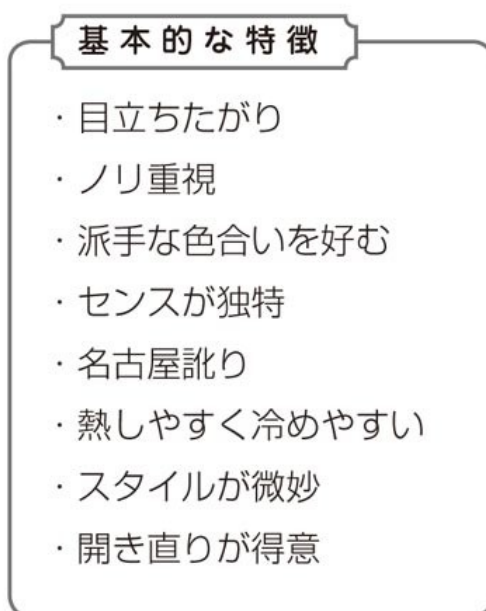 基本的な特徴
・目立ちたがり
・ノリ重視
・派手な色合いを好む
・センスが独特
・名古屋訛り
・熱しやすく冷めやすい
・スタイルが微妙
・開き直りが得意